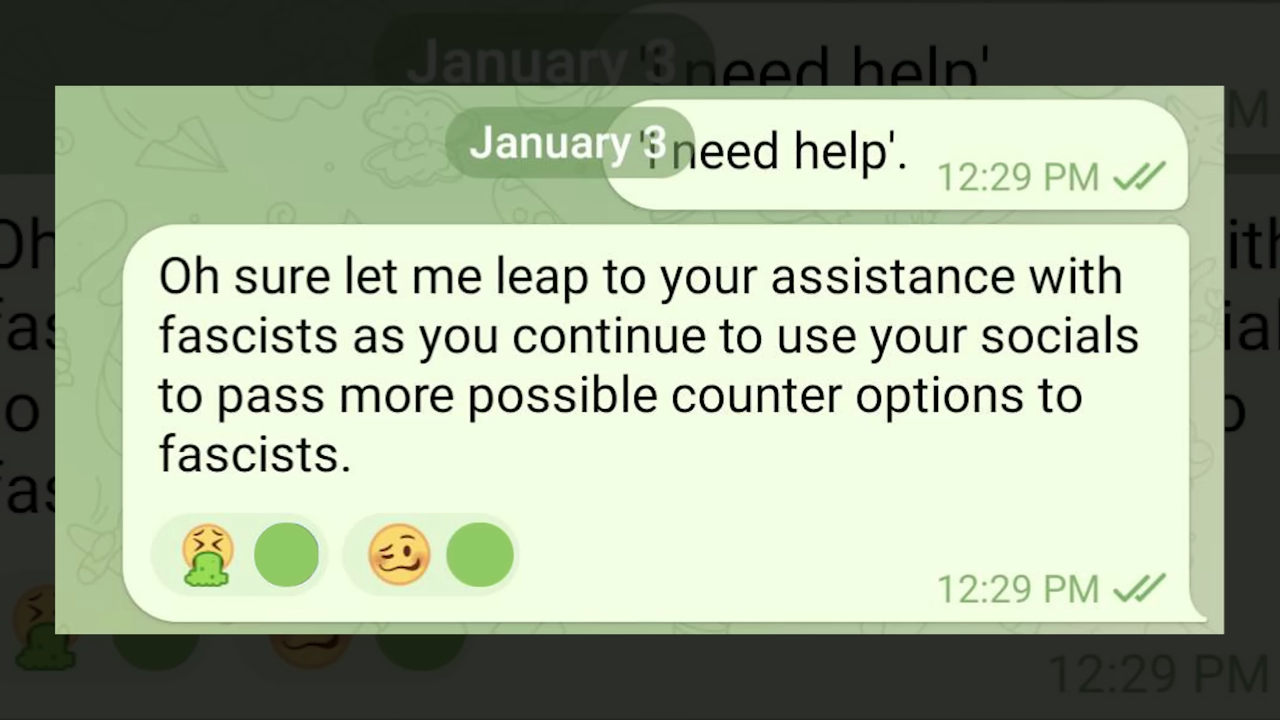 January 3
'I need help'.
12:29 PM
Oh sure let me leap to your assistance with
fascists as you continue to use your socials
to pass more possible counter options to
fascists.
12:29 PM